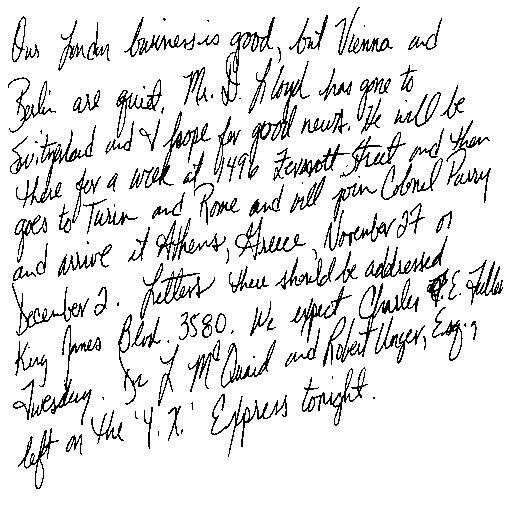 Our London business is good, but Vienna and
Berlin are quiet. Mr. D. Lloyd has gone to
Switzerland and I hope for good news. He will be
there for a week at 1496 Zermott Street and then
goes to Turin and Rome and will join Colonel Parry
and arrive at Athens, Greece, November 27 or
December 2. Letters there should be addressed
King James Blvd. 3580. We expect Charles E. Fuller
Tuesday. Dr L McQuaid and Robert Unger, Esq.,
left on the 'Y. X.' Express tonight.